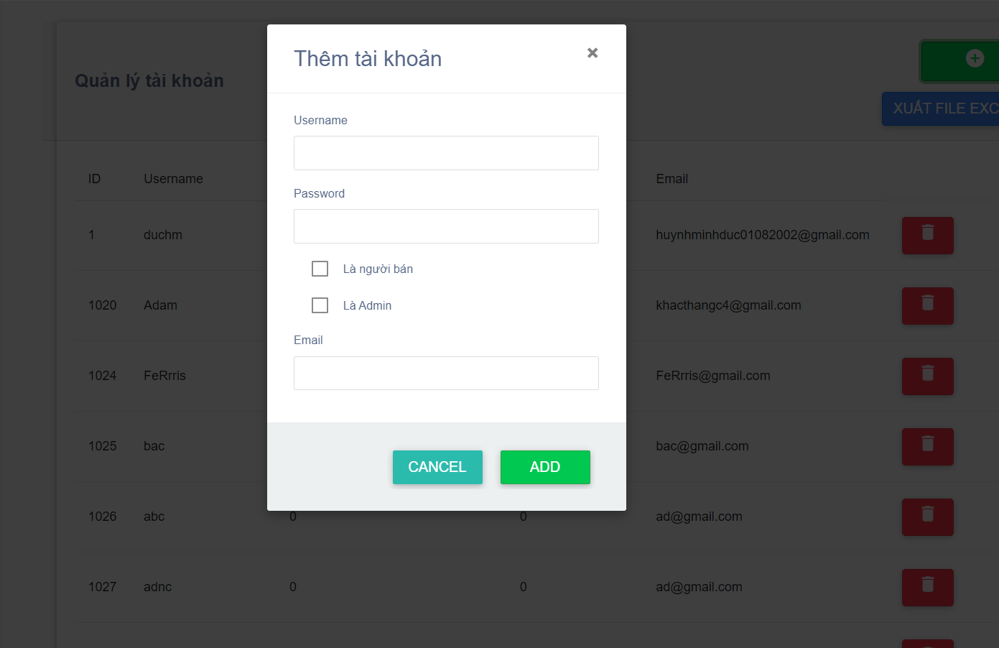 Thêm tài khoản
×
Quản lý tài khoản
XUẤT FILE EXC
Username
Password
Là người bán
Là Admin
Email
CANCEL
ADD
ID Username Email
1 duchm huynhminhduc01082002@gmail.com
1020 Adam khacthangc4@gmail.com
1024 FeRrris FeRrris@gmail.com
1025 bac bac@gmail.com
1026 abc 0 0 ad@gmail.com
1027 adnc 0 0 ad@gmail.com